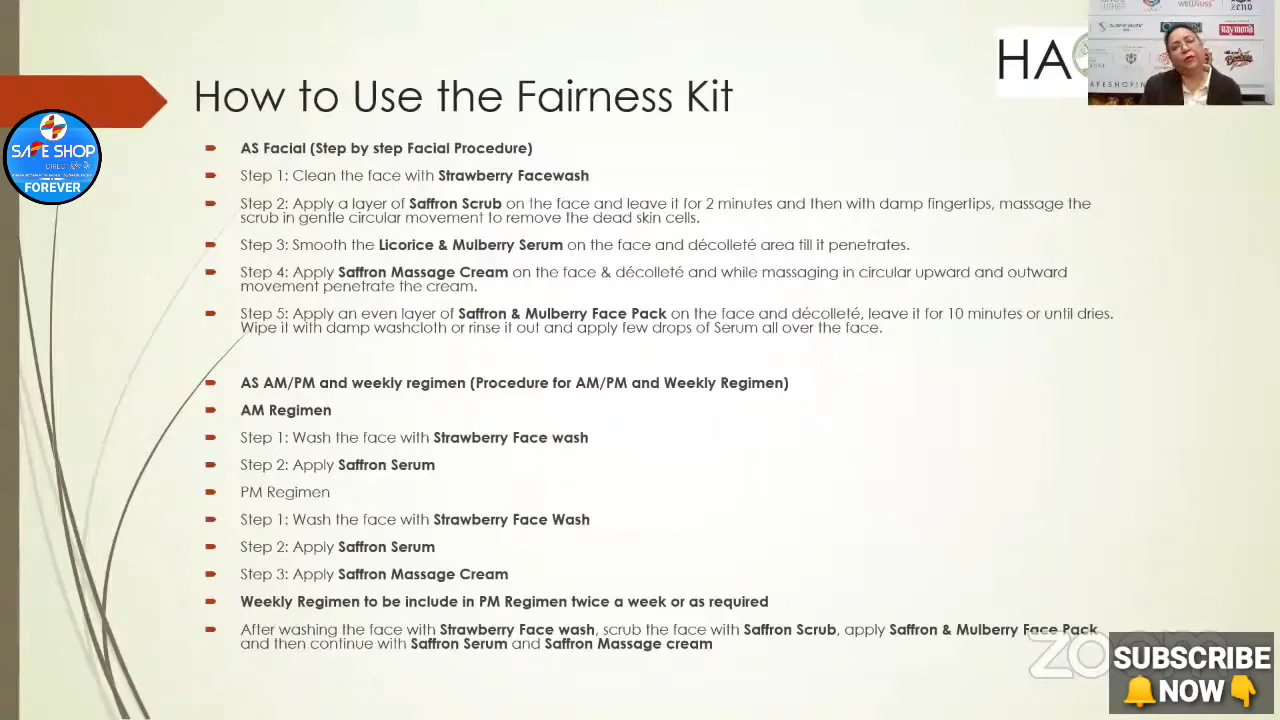 HA
ZeNO
SAFE WAY
Raymond
AFESHOPIN
How to Use the Fairness Kit
SAFE SHOP
FOREVER
AS Facial (Step by step Facial Procedure)
Step 1: Clean the face with Strawberry Facewash
Step 2: Apply a layer of Saffron Scrub on the face and leave it for 2 minutes and then with damp fingertips, massage the
scrub in gentle circular movement to remove the dead skin cells.
Step 3: Smooth the Licorice & Mulberry Serum on the face and décolleté area till it penetrates.
Step 4: Apply Saffron Massage Cream on the face & décolleté and while massaging in circular upward and outward
movement penetrate the cream.
Step 5: Apply an even layer of Saffron & Mulberry Face Pack on the face and décolleté, leave it for 10 minutes or until dries.
Wipe it with damp washcloth or rinse it out and apply few drops of Serum all over the face.
AS AM/PM and weekly regimen (Procedure for AM/PM and Weekly Regimen)
AM Regimen
Step 1: Wash the face with Strawberry Face wash
Step 2: Apply Saffron Serum
PM Regimen
Step 1: Wash the face with Strawberry Face Wash
Step 2: Apply Saffron Serum
Step 3: Apply Saffron Massage Cream
Weekly Regimen to be include in PM Regimen twice a week or as required
After washing the face with Strawberry Face wash, scrub the face with Saffron Scrub, apply Saffron & Mulberry Face Pack
and then continue with Saffron Serum and Saffron Massage cream
zoom
SUBSCRIBE
NOW